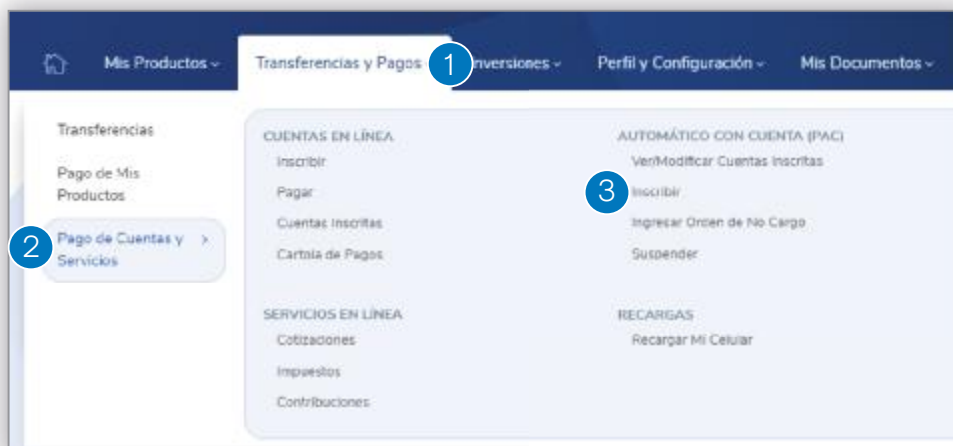 Mis Productos
Transferencias y Pagos
1
nversiones
Perfil y Configuración
Mis Documentos
Transferencias
Pago de Mis
Productos
2
Pago de Cuentas y
Servicios
CUENTAS EN LÍNEA
Inscribir
Pagar
Cuentas Inscritas
Cartola de Pagos
SERVICIOS EN LÍNEA
Cotizaciones
Impuestos
Contribuciones
AUTOMÁTICO CON CUENTA (PAC)
Ver/Modificar Cuentas Inscritas
3
Inscribir
Ingresar Orden de No Cargo
Suspender
RECARGAS
Recargar Mi Celular